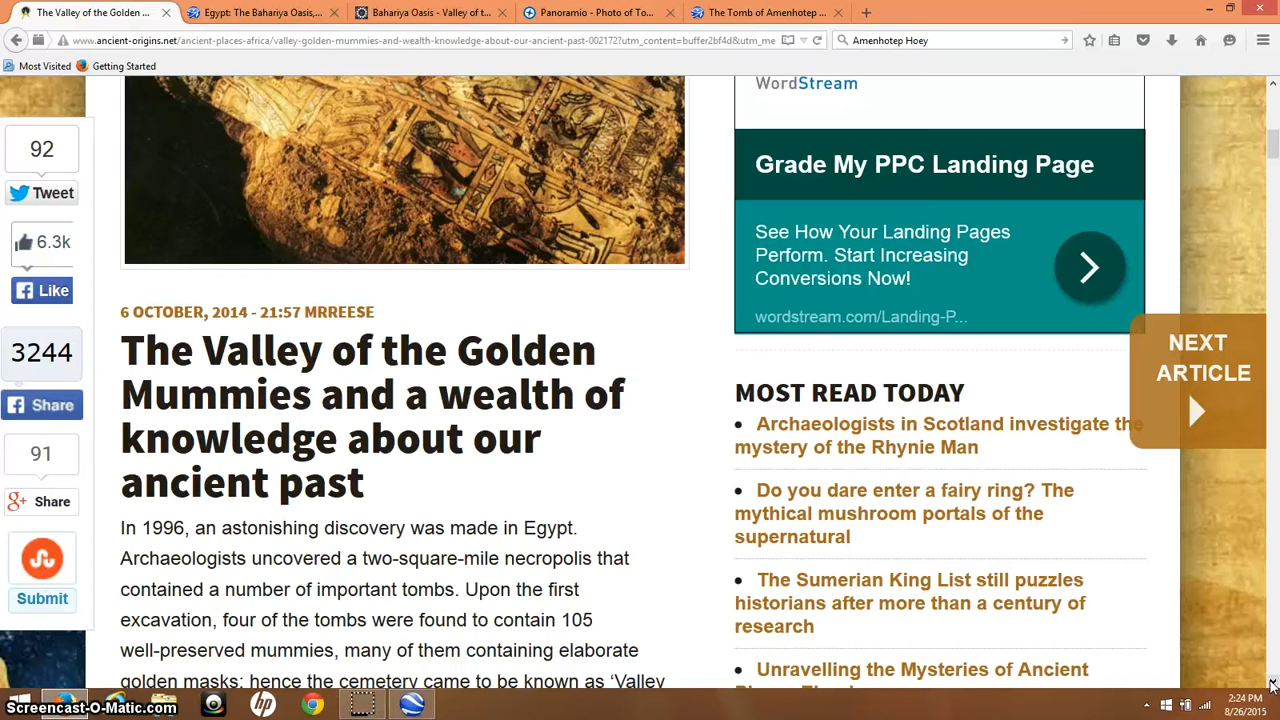 The Valley of the Golden ...
Egypt: The Bahariya Oasis,...
Bahariya Oasis - Valley of t...
Panoramio - Photo of To...
The Tomb of Amenhotep ...
www.ancient-origins.net/ancient-places-africa/valley-golden-mummies-and-wealth-knowledge-about-our-ancient-past-002172?utm_content=buffer2bf4d&utm_me
Amenhotep Hoey
Most Visited
Getting Started
92
Tweet
6.3k
Like
3244
Share
91
Share
Submit
6 OCTOBER, 2014 - 21:57 MRREESE
The Valley of the Golden
Mummies and a wealth of
knowledge about our
ancient past
In 1996, an astonishing discovery was made in Egypt.
Archaeologists uncovered a two-square-mile necropolis that
contained a number of important tombs. Upon the first
excavation, four of the tombs were found to contain 105
well-preserved mummies, many of them containing elaborate
golden masks; hence the cemetery came to be known as ‘Valley
WordStream
Grade My PPC Landing Page
See How Your Landing Pages
Perform. Start Increasing
Conversions Now!
wordstream.com/Landing-P...
NEXT
ARTICLE
MOST READ TODAY
• Archaeologists in Scotland investigate the
mystery of the Rhynie Man
• Do you dare enter a fairy ring? The
mythical mushroom portals of the
supernatural
• The Sumerian King List still puzzles
historians after more than a century of
research
• Unravelling the Mysteries of Ancient
Screencast-O-Matic.com
hp
2:24 PM
8/26/2015